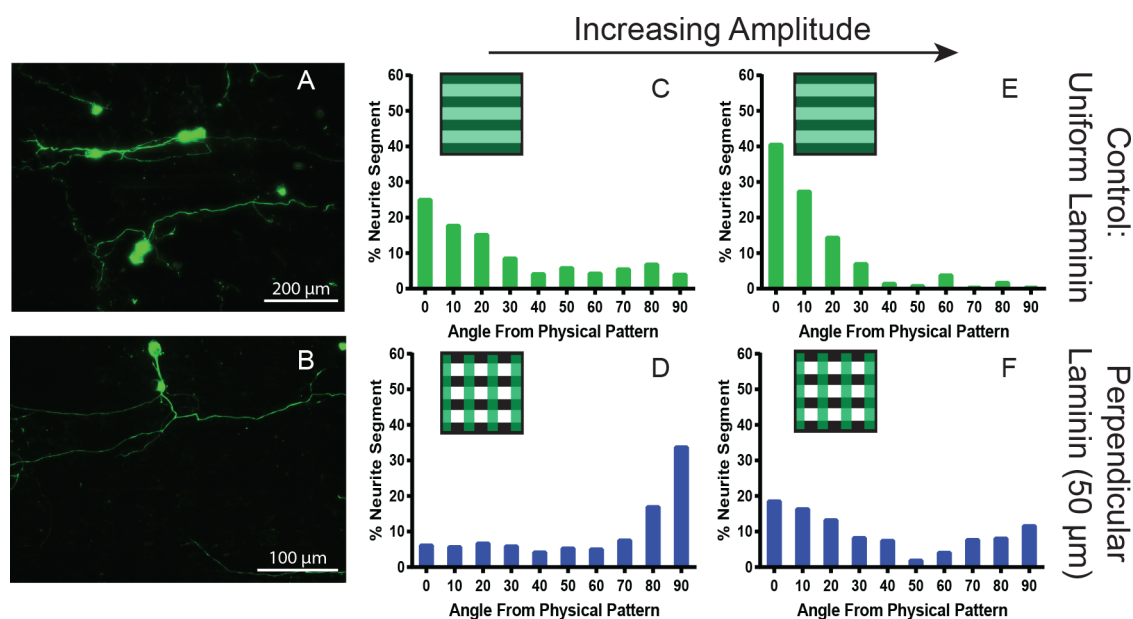 Increasing Amplitude
A
200 µm
B
100 µm
C
% Neurite Segment
60
50
40
30
20
10
0
0 10 20 30 40 50 60 70 80 90
Angle From Physical Pattern
E
% Neurite Segment
60
50
40
30
20
10
0
0 10 20 30 40 50 60 70 80 90
Angle From Physical Pattern
Control:
Uniform Laminin
D
% Neurite Segment
60
50
40
30
20
10
0
0 10 20 30 40 50 60 70 80 90
Angle From Physical Pattern
F
% Neurite Segment
60
50
40
30
20
10
0
0 10 20 30 40 50 60 70 80 90
Angle From Physical Pattern
Perpendicular
Laminin (50 µm)